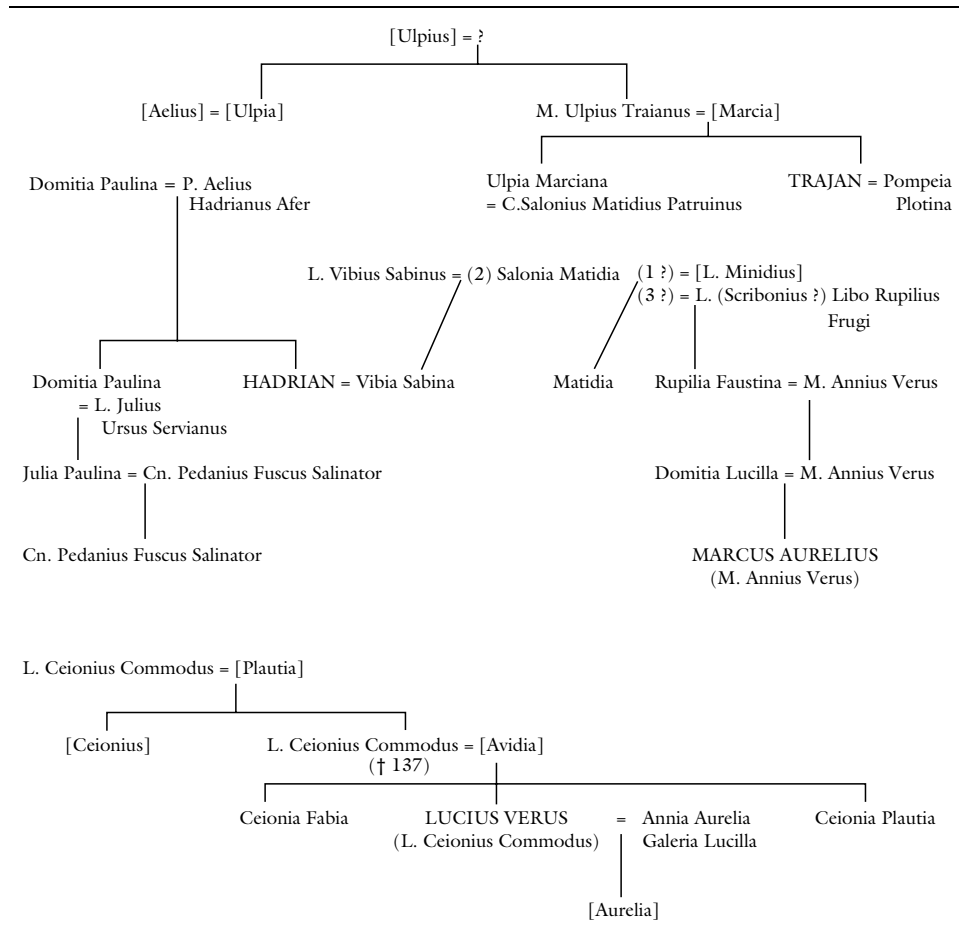 [Ulpius] = ?
[Aelius] = [Ulpia]
M. Ulpius Traianus = [Marcia]
Domitia Paulina = P. Aelius
Hadrianus Afer
Ulpia Marciana
= C.Salonius Matidius Patruinus
TRAJAN = Pompeia
Plotina
L. Vibius Sabinus = (2) Salonia Matidia
(1 ?) = [L. Minidius]
(3 ?) = L. (Scribonius ?) Libo Rupilius
Frugi
Domitia Paulina
= L. Julius
Ursus Servianus
HADRIAN = Vibia Sabina
Matidia
Rupilia Faustina = M. Annius Verus
Julia Paulina = Cn. Pedanius Fuscus Salinator
Domitia Lucilla = M. Annius Verus
Cn. Pedanius Fuscus Salinator
MARCUS AURELIUS
(M. Annius Verus)
L. Ceionius Commodus = [Plautia]
[Ceionius]
L. Ceionius Commodus = [Avidia]
(† 137)
Ceionia Fabia
LUCIUS VERUS
(L. Ceionius Commodus)
= Annia Aurelia
Galeria Lucilla
Ceionia Plautia
[Aurelia]